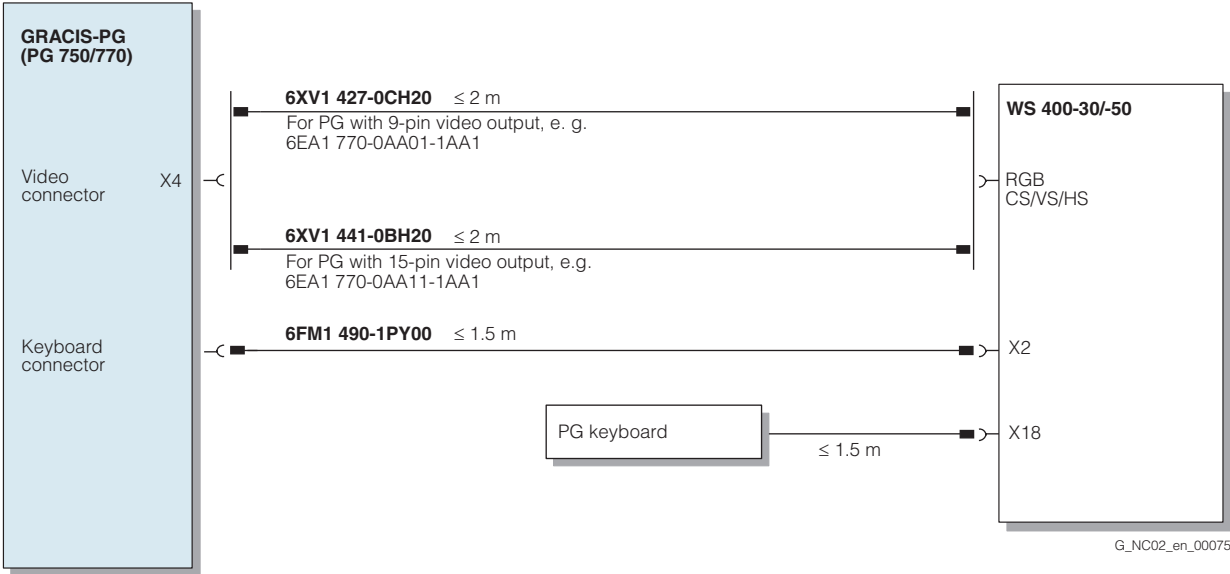 GRACIS-PG
(PG 750/770)
6XV1 427-0CH20 ≤ 2 m
For PG with 9-pin video output, e. g.
6EA1 770-0AA01-1AA1
WS 400-30/-50
Video
connector
X4
RGB
CS/VS/HS
6XV1 441-0BH20 ≤ 2 m
For PG with 15-pin video output, e.g.
6EA1 770-0AA11-1AA1
6FM1 490-1PY00 ≤ 1.5 m
Keyboard
connector
X2
PG keyboard
≤ 1.5 m
X18
G_NC02_en_00075